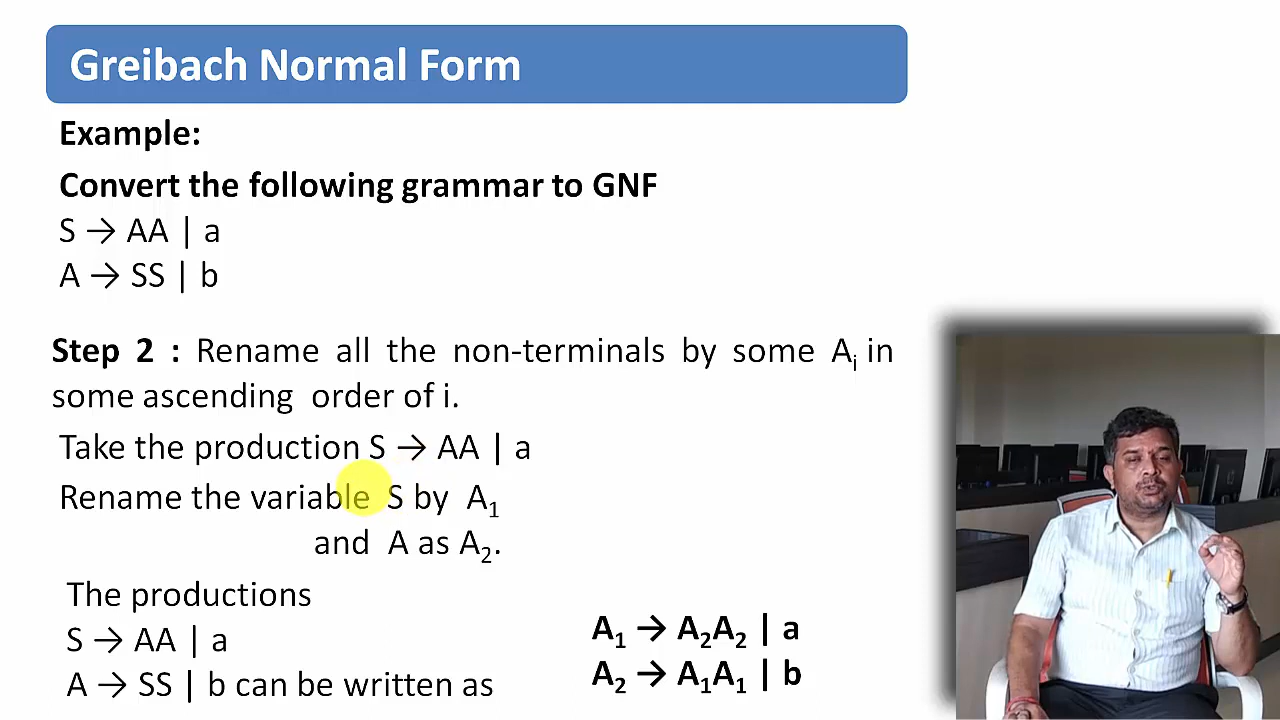 Greibach Normal Form
Example:
Convert the following grammar to GNF
S → AA | a
A → SS | b
Step 2 : Rename all the non-terminals by some Aᵢ in
some ascending order of i.
Take the production S → AA | a
Rename the variable S by A₁
and A as A₂.
The productions
S → AA | a
A → SS | b can be written as
A₁ → A₂A₂ | a
A₂ → A₁A₁ | b